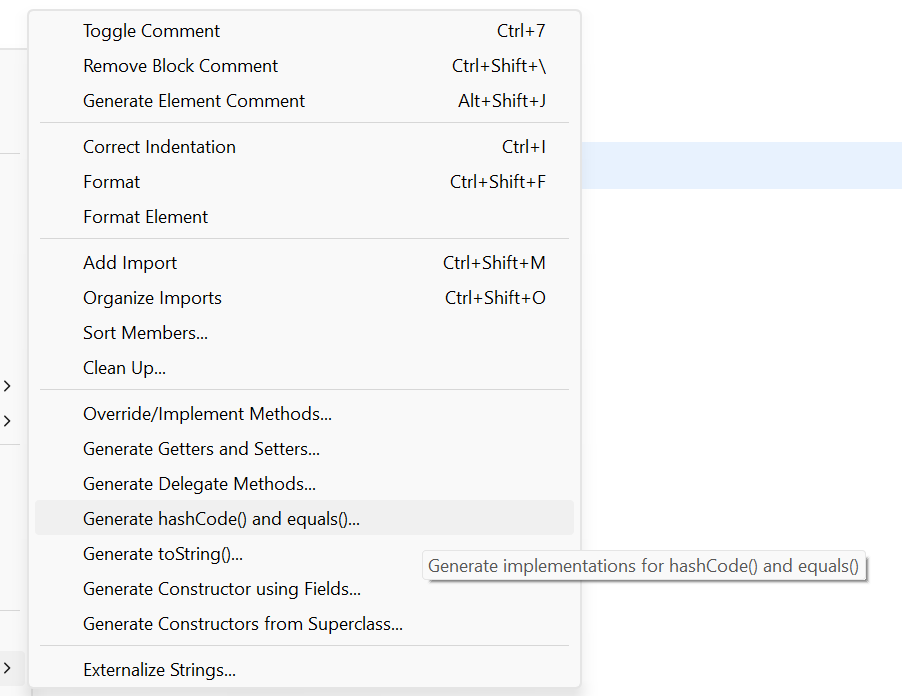 Toggle Comment Ctrl+7
Remove Block Comment Ctrl+Shift+\
Generate Element Comment Alt+Shift+J
Correct Indentation Ctrl+I
Format Ctrl+Shift+F
Format Element
Add Import Ctrl+Shift+M
Organize Imports Ctrl+Shift+O
Sort Members...
Clean Up...
Override/Implement Methods...
Generate Getters and Setters...
Generate Delegate Methods...
Generate hashCode() and equals()...
Generate toString()...
Generate implementations for hashCode() and equals()
Generate Constructor using Fields...
Generate Constructors from Superclass...
Externalize Strings...